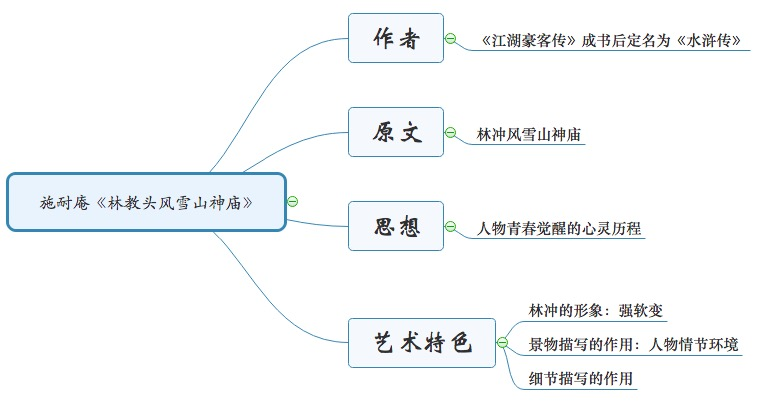 施耐庵《林教头风雪山神庙》
作者
《江湖豪客传》成书后定名为《水浒传》
原文
林冲风雪山神庙
思想
人物青春觉醒的心灵历程
艺术特色
林冲的形象：强软变
景物描写的作用：人物情节环境
细节描写的作用